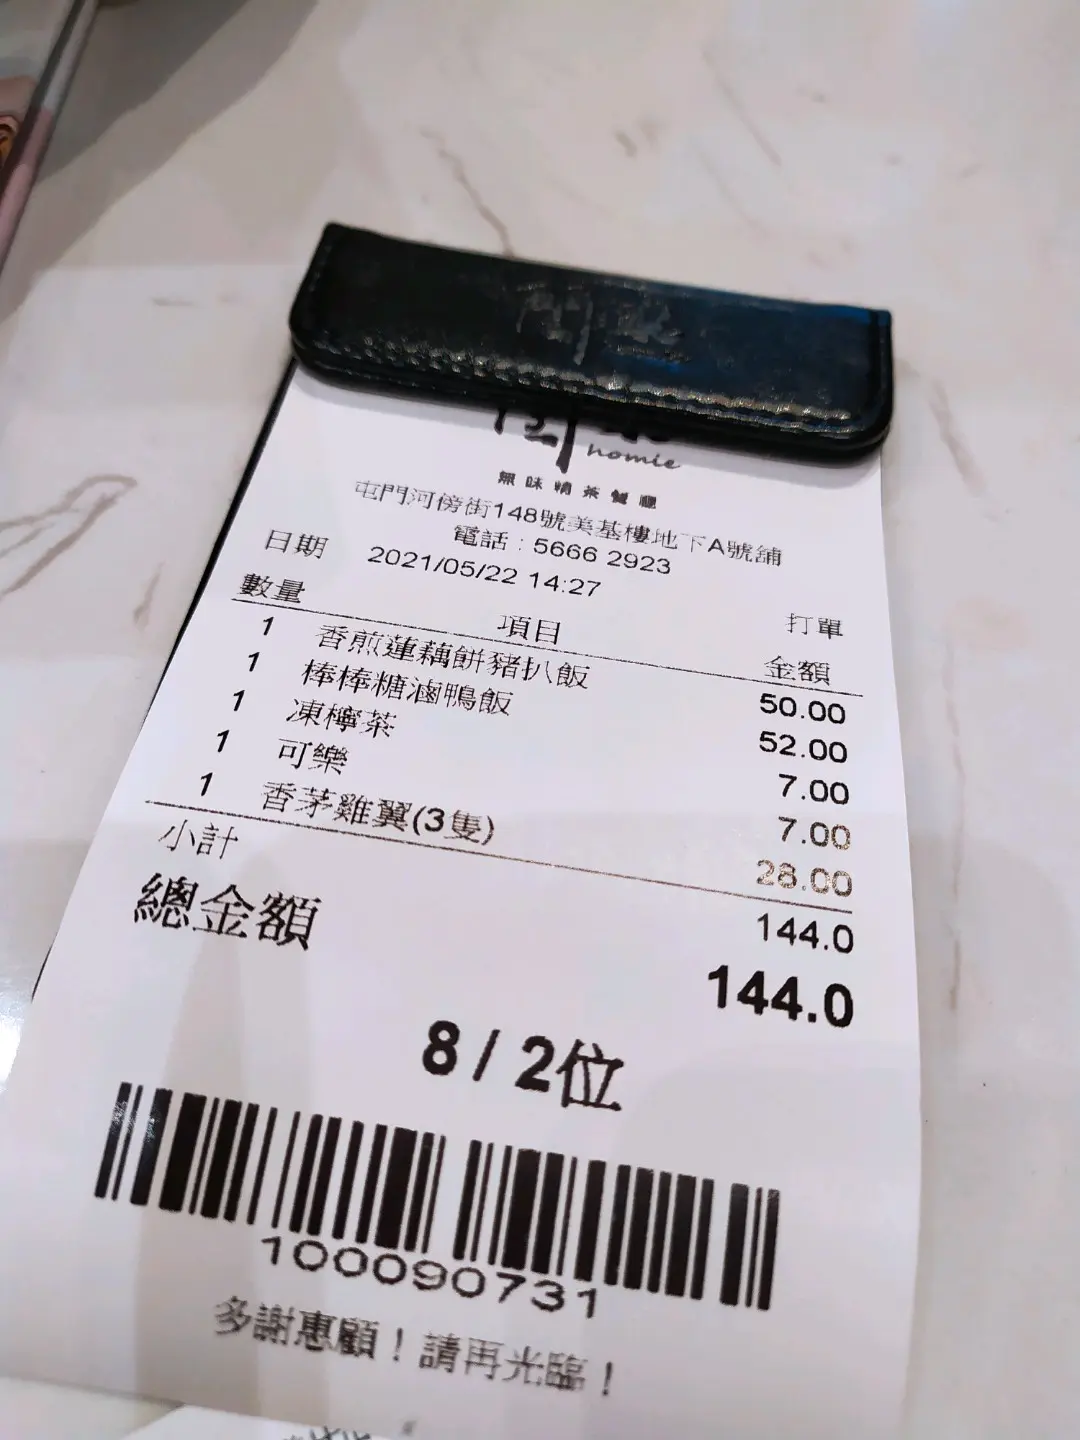 homie
無味精茶餐廳
屯門河傍街148號美基樓地下A號舖
電話：5666 2923
日期 2021/05/22 14:27 打單
數量 項目 金額
1 香煎蓮藕餅豬扒飯 50.00
1 棒棒糖滷鴨飯 52.00
1 凍檸茶 7.00
1 可樂 7.00
1 香茅雞翼(3隻) 28.00
小計 144.0
總金額 144.0
8 / 2位
1000090731
多謝惠顧！請再光臨！